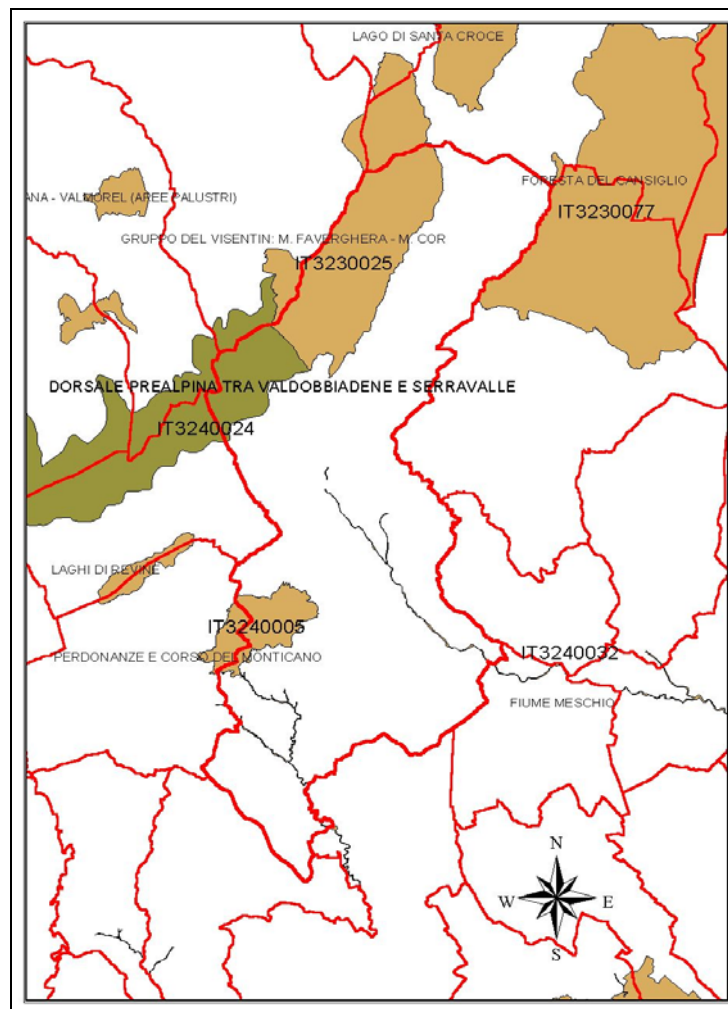 LAGO DI SANTA CROCE
FORESTA DEL CANSIGLIO
ANA - VALMOREL (AREE PALUSTRI)
IT3230077
GRUPPO DEL VISENTIN: M. FAVERGHERA - M. COR
IT3230025
DORSALE PREALPINA TRA VALDOBBIADENE E SERRAVALLE
IT3240024
LAGHI DI REVINE
IT3240005
IT3240032
PERDONANZE E CORSO DEL MONTICANO
FIUME MESCHIO
N
W E
S